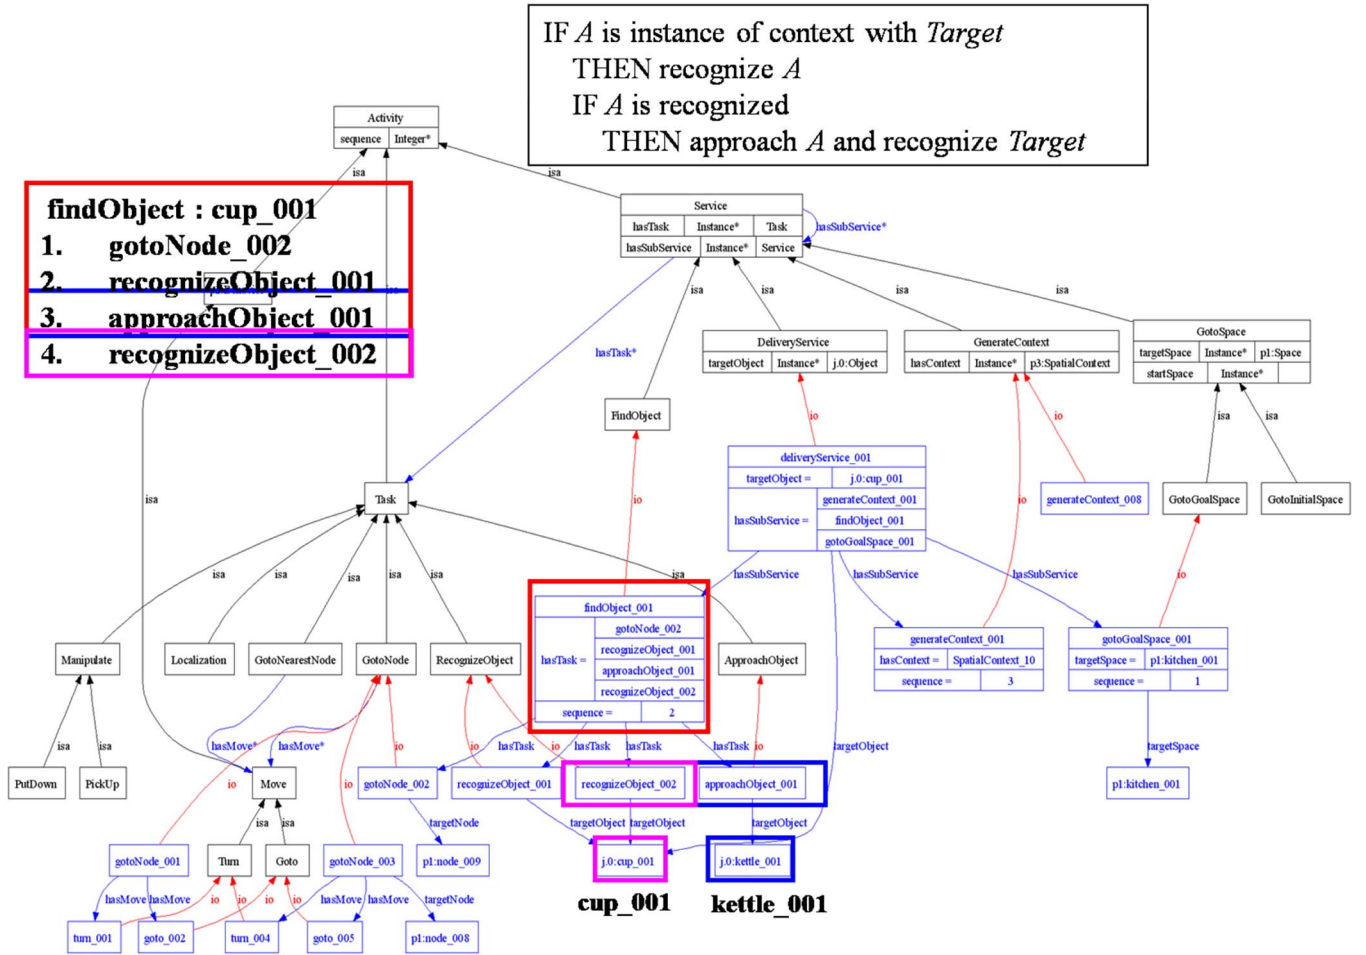 IF A is instance of context with Target
THEN recognize A
IF A is recognized
THEN approach A and recognize Target
Activity
sequence Integer*
isa
isa
isa
findObject : cup_001
1. gotoNode_002
2. recognizeObject_001
3. approachObject_001
4. recognizeObject_002
Service
hasTask Instance* Task
hasSubService Instance* Service
hasSubService*
isa
isa
isa
isa
hasTask*
DeliveryService
targetObject Instance* j.0:Object
GenerateContext
hasContext Instance* p3:SpatialContext
GotoSpace
targetSpace Instance* p1:Space
startSpace Instance*
FindObject
io
io
isa
isa
deliveryService_001
targetObject = j.0:cup_001
hasSubService =
generateContext_001
findObject_001
gotoGoalSpace_001
Task
isa
io
io
generateContext_008
GotoGoalSpace
GotoInitialSpace
isa
isa
isa
isa
isa
isa
hasSubService
hasSubService
hasSubService
io
findObject_001
hasTask =
gotoNode_002
recognizeObject_001
approachObject_001
recognizeObject_002
sequence = 2
Manipulate
Localization
GotoNearestNode
GotoNode
RecognizeObject
ApproachObject
generateContext_001
hasContext = SpatialContext_10
sequence = 3
gotoGoalSpace_001
targetSpace = p1:kitchen_001
sequence = 1
isa
isa
hasMove*
hasMove*
io
io
io
hasTask
hasTask
hasTask
hasTask
io
targetObject
targetSpace
PutDown
PickUp
Move
io
gotoNode_002
recognizeObject_001
recognizeObject_002
approachObject_001
p1:kitchen_001
isa
isa
targetNode
targetObject
targetObject
targetObject
gotoNode_001
Turn
Goto
gotoNode_003
p1:node_009
j.0:cup_001
j.0:kettle_001
hasMove
hasMove
io
io
io
io
hasMove
hasMove
targetNode
cup_001
kettle_001
turn_001
goto_002
turn_004
goto_005
p1:node_008